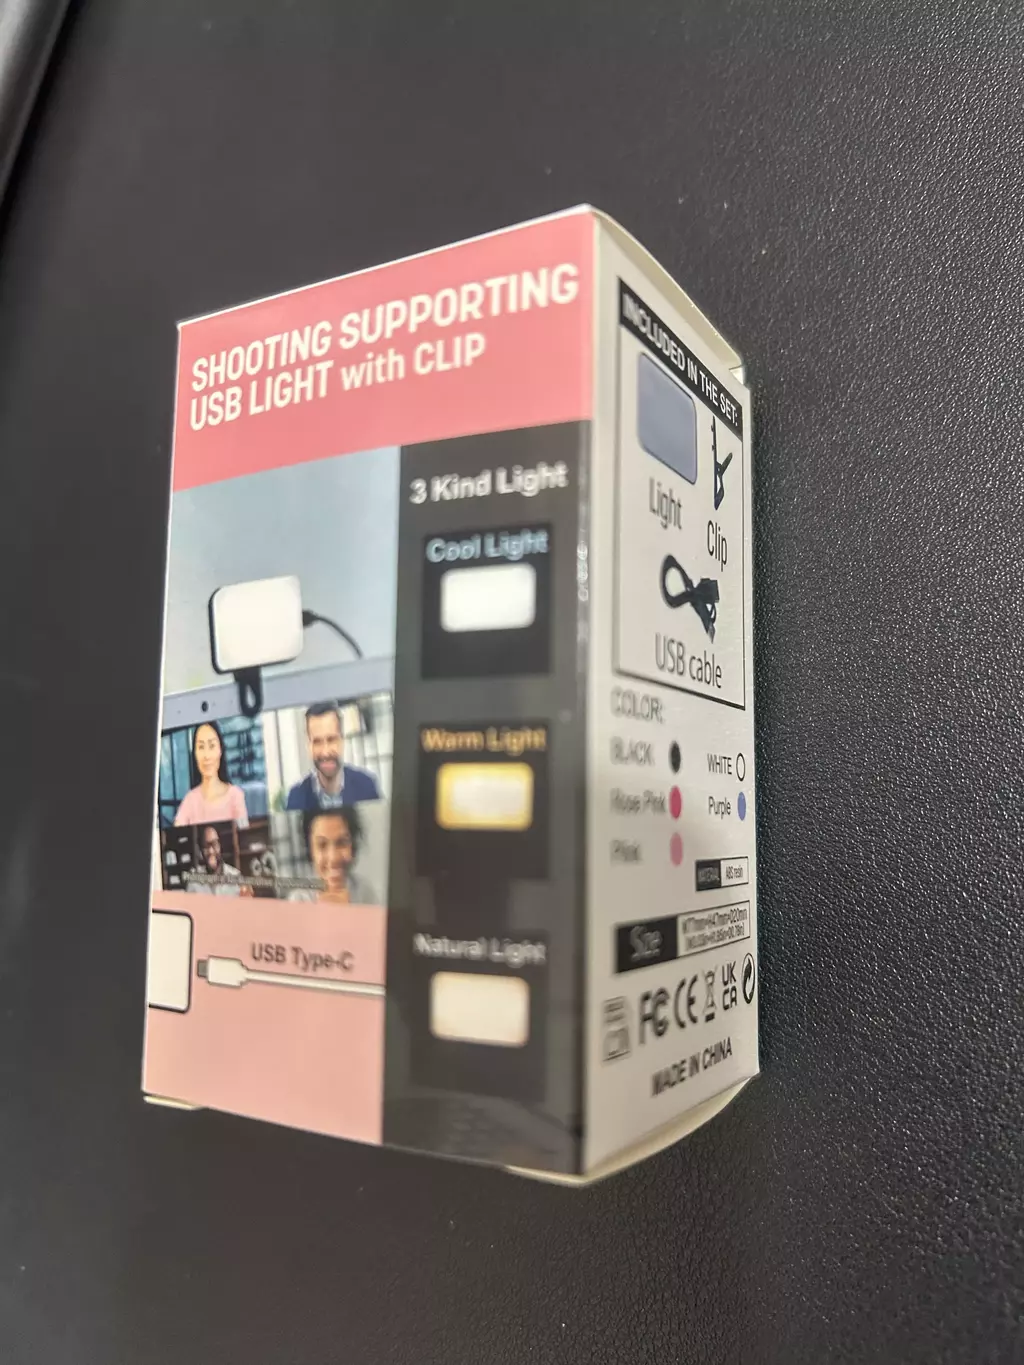 SHOOTING SUPPORTING
USB LIGHT with CLIP
3 Kind Light
Cool Light
Warm Light
Natural Light
USB Type-C
INCLUDED IN THE SET:
Light
Clip
USB cable
COLOR:
BLACK
WHITE
Rose Pink
Purple
Pink
ABS resin
Size
FC CE UK CA
MADE IN CHINA